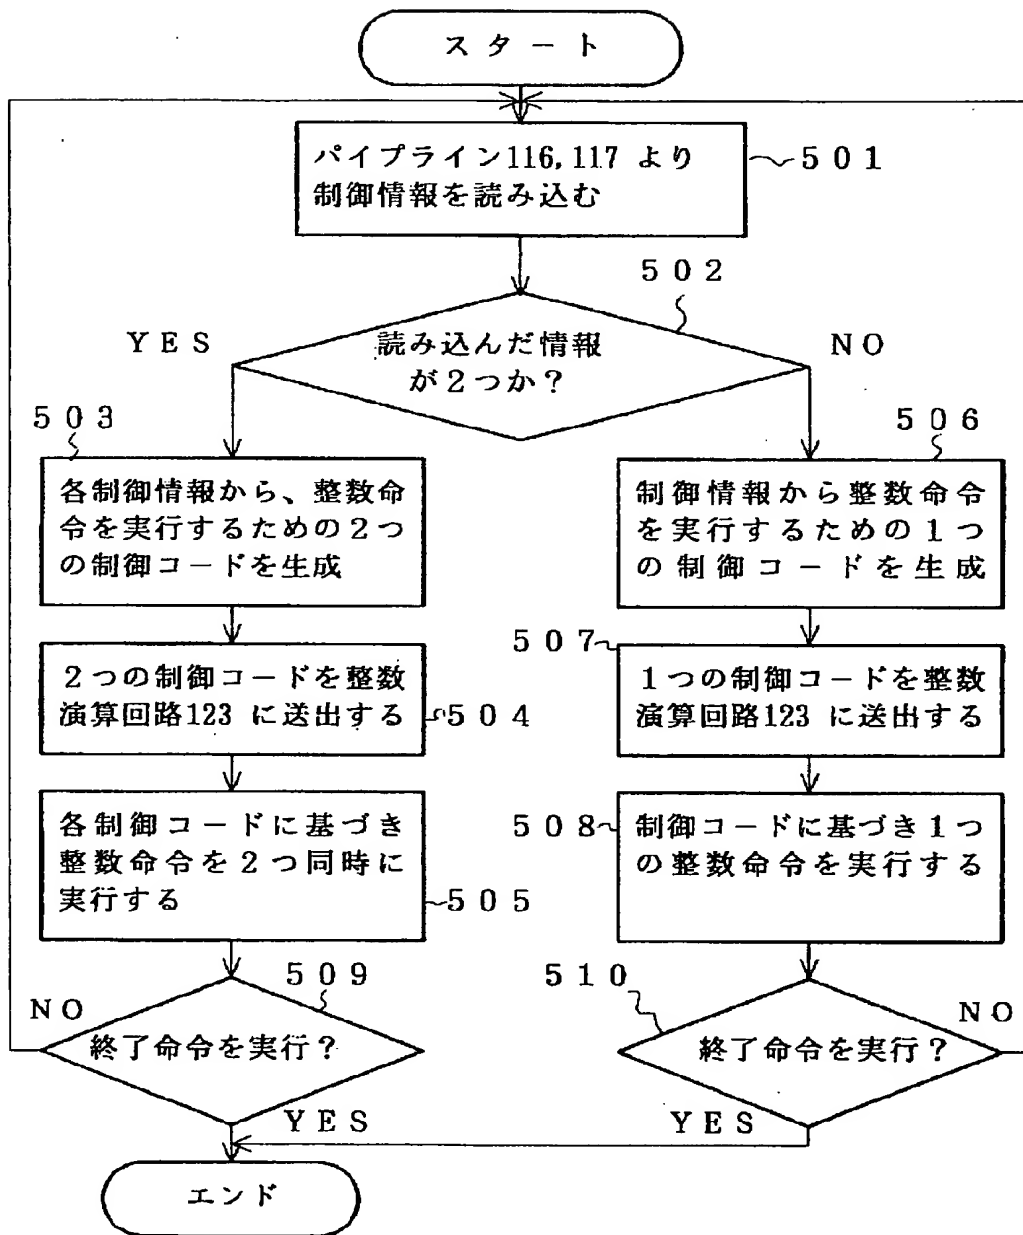 スタート
パイプライン116,117より
制御情報を読み込む
501
502
読み込んだ情報
が2つか?
YES
NO
503
各制御情報から、整数命
令を実行するための2つ
の制御コードを生成
506
制御情報から整数命令
を実行するための1つ
の制御コードを生成
2つの制御コードを整数
演算回路123に送出する
504
507
1つの制御コードを整数
演算回路123に送出する
各制御コードに基づき
整数命令を2つ同時に
実行する
505
508
制御コードに基づき1つ
の整数命令を実行する
509
終了命令を実行?
NO
YES
510
終了命令を実行?
NO
YES
エンド